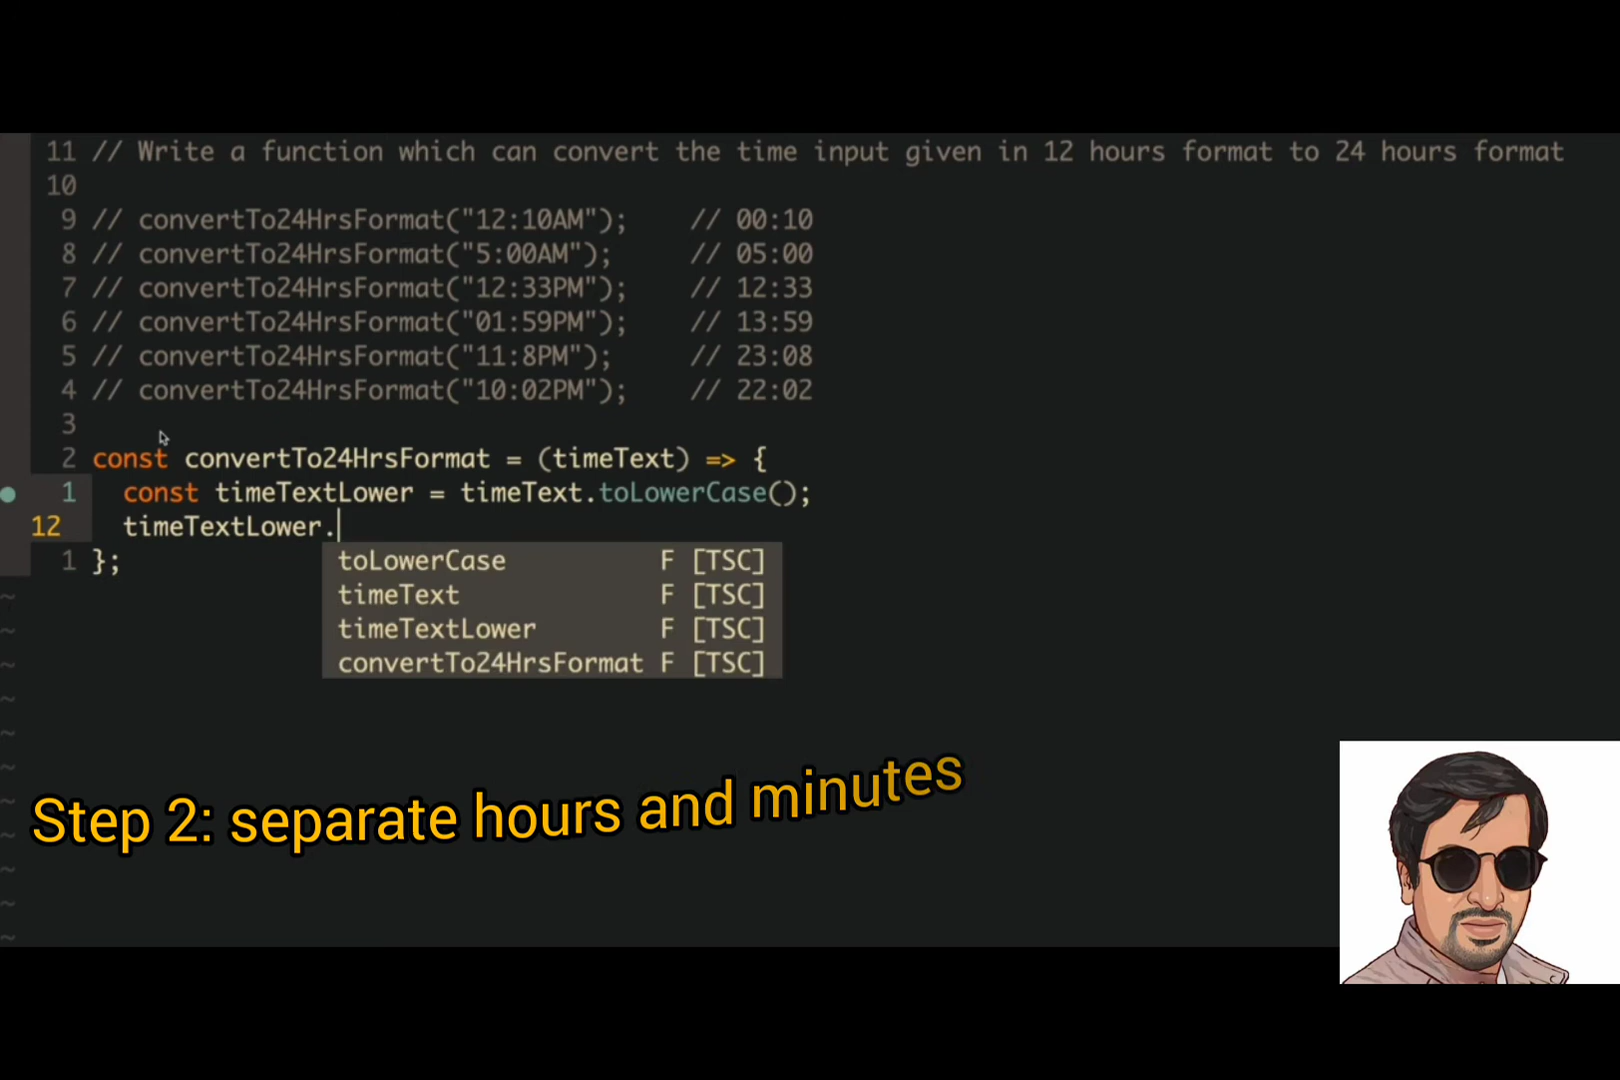 11 // Write a function which can convert the time input given in 12 hours format to 24 hours format
10
9 // convertTo24HrsFormat("12:10AM");    // 00:10
8 // convertTo24HrsFormat("5:00AM");     // 05:00
7 // convertTo24HrsFormat("12:33PM");    // 12:33
6 // convertTo24HrsFormat("01:59PM");    // 13:59
5 // convertTo24HrsFormat("11:8PM");     // 23:08
4 // convertTo24HrsFormat("10:02PM");    // 22:02
3
2 const convertTo24HrsFormat = (timeText) => {
1   const timeTextLower = timeText.toLowerCase();
12   timeTextLower.
1 };
toLowerCase F [TSC]
timeText F [TSC]
timeTextLower F [TSC]
convertTo24HrsFormat F [TSC]
~
~
~
~
~
~
~
~
~
~
~
Step 2: separate hours and minutes